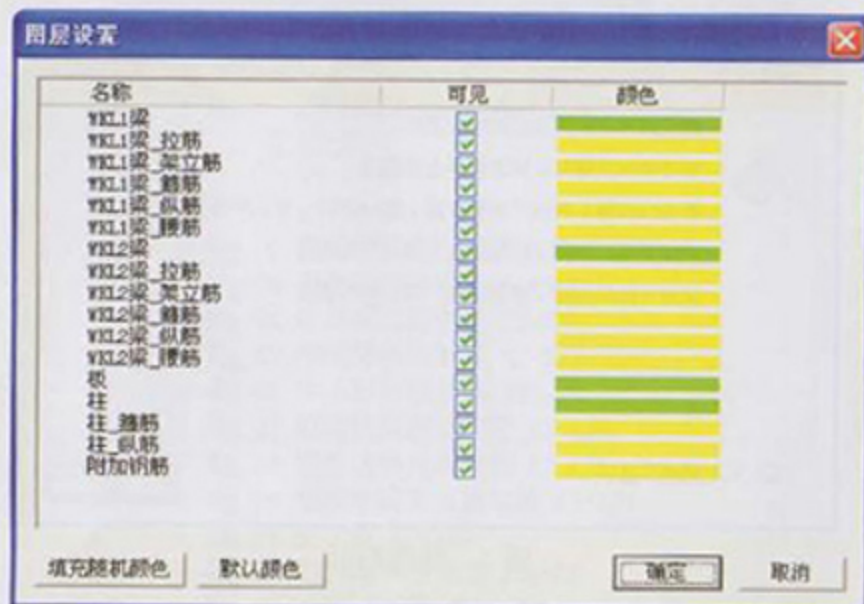 图层设置
名称 可见 颜色
WKL1梁
WKL1梁_拉筋
WKL1梁_架立筋
WKL1梁_箍筋
WKL1梁_纵筋
WKL1梁_腰筋
WKL2梁
WKL2梁_拉筋
WKL2梁_架立筋
WKL2梁_箍筋
WKL2梁_纵筋
WKL2梁_腰筋
板
柱
柱_箍筋
柱_纵筋
附加钢筋
填充随机颜色 默认颜色 确定 取消